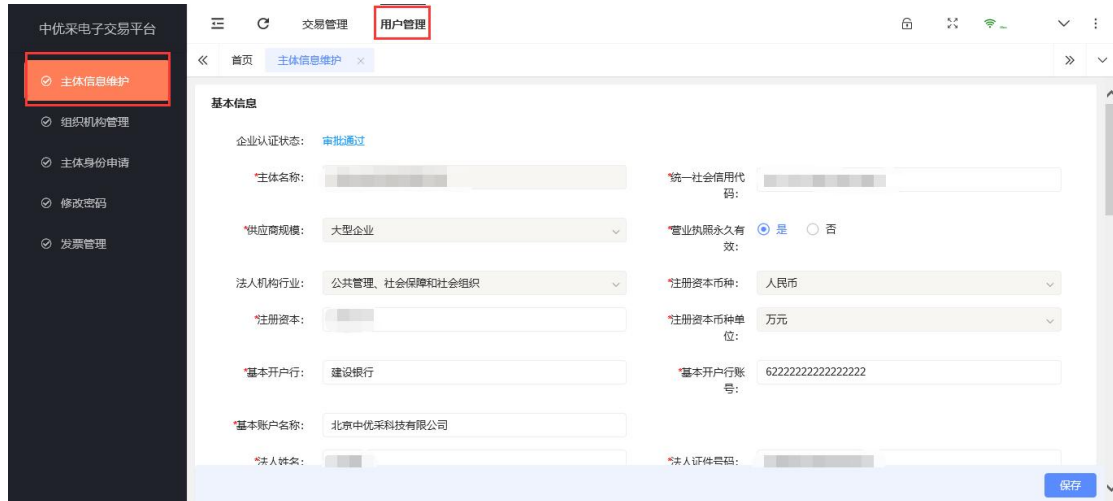 中优采电子交易平台
交易管理 用户管理
首页 主体信息维护
主体信息维护
组织机构管理
主体身份申请
修改密码
发票管理
基本信息
企业认证状态： 审批通过
*主体名称：
*统一社会信用代码：
*供应商规模： 大型企业
*营业执照永久有效： 是 否
法人机构行业： 公共管理、社会保障和社会组织
*注册资本币种： 人民币
*注册资本：
*注册资本币种单位： 万元
*基本开户行： 建设银行
*基本开户行账号： 62222222222222222
*基本账户名称： 北京中优采科技有限公司
*法人姓名：
*法人证件号码：
保存